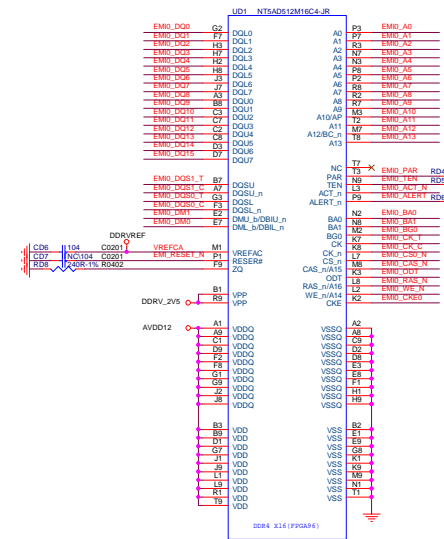 UD1 NT5AD512M16C4-JR
EMI0_DQ0 G2 DQL0 A0 P3 EMI0_A0
EMI0_DQ1 F7 DQL1 A1 P7 EMI0_A1
EMI0_DQ2 H3 DQL2 A2 R3 EMI0_A2
EMI0_DQ3 H7 DQL3 A3 N7 EMI0_A3
EMI0_DQ4 H2 DQL4 A4 N3 EMI0_A4
EMI0_DQ5 H8 DQL5 A5 P8 EMI0_A5
EMI0_DQ6 J3 DQL6 A6 P2 EMI0_A6
EMI0_DQ7 J7 DQL7 A7 R8 EMI0_A7
EMI0_DQ8 A3 DQU0 A8 R2 EMI0_A8
EMI0_DQ9 B8 DQU1 A9 R7 EMI0_A9
EMI0_DQ10 C3 DQU2 A10/AP M3 EMI0_A10
EMI0_DQ11 C7 DQU3 A11 T2 EMI0_A11
EMI0_DQ12 C2 DQU4 A12/BC_n M7 EMI0_A12
EMI0_DQ13 C8 DQU5 A13 T8 EMI0_A13
EMI0_DQ14 D3 DQU6
EMI0_DQ15 D7 DQU7
NC T7
PAR T3 EMI0_PAR RD4
EMI0_DQS1_T B7 DQSU TEN N9 EMI0_TEN RD5
EMI0_DQS1_C A7 DQSU_n ACT_n L3 EMI0_ACT_N
EMI0_DQS0_T G3 DQSL ALERT_n P9 EMI0_ALERT RD6
EMI0_DQS0_C F3 DQSL_n
EMI0_DM1 E2 DMU_b/DBIU_n BA0 N2 EMI0_BA0
EMI0_DM0 E7 DML_b/DBIL_n BA1 N8 EMI0_BA1
DDRVREF BG0 M2 EMI0_BG0
CK K7 EMI0_CK_T
CD6 104 C0201 VREFCA M1 VREFAC CK_n K8 EMI0_CK_C
CD7 NC\104 C0201 EMI_RESET_N P1 RESER# CS_n L7 EMI0_CS0_N
RD8 240R-1% R0402 F9 ZQ CAS_n/A15 M8 EMI0_CAS_N
ODT K3 EMI0_ODT
RAS_n/A16 L8 EMI0_RAS_N
B1 VPP WE_n/A14 L2 EMI0_WE_N
DDRV_2V5 R9 VPP CKE K2 EMI0_CKE0
AVDD12 A1 VDDQ VSSQ A2
A9 VDDQ VSSQ A8
C1 VDDQ VSSQ C9
D9 VDDQ VSSQ D2
F2 VDDQ VSSQ D8
F8 VDDQ VSSQ E3
G1 VDDQ VSSQ E8
G9 VDDQ VSSQ F1
J2 VDDQ VSSQ H1
J8 VDDQ VSSQ H9
B3 VDD VSS B2
B9 VDD VSS E1
D1 VDD VSS E9
G7 VDD VSS G8
J1 VDD VSS K1
J9 VDD VSS K9
L1 VDD VSS M9
L9 VDD VSS N1
R1 VDD VSS T1
T9 VDD
DDR4 X16(FPGA96)